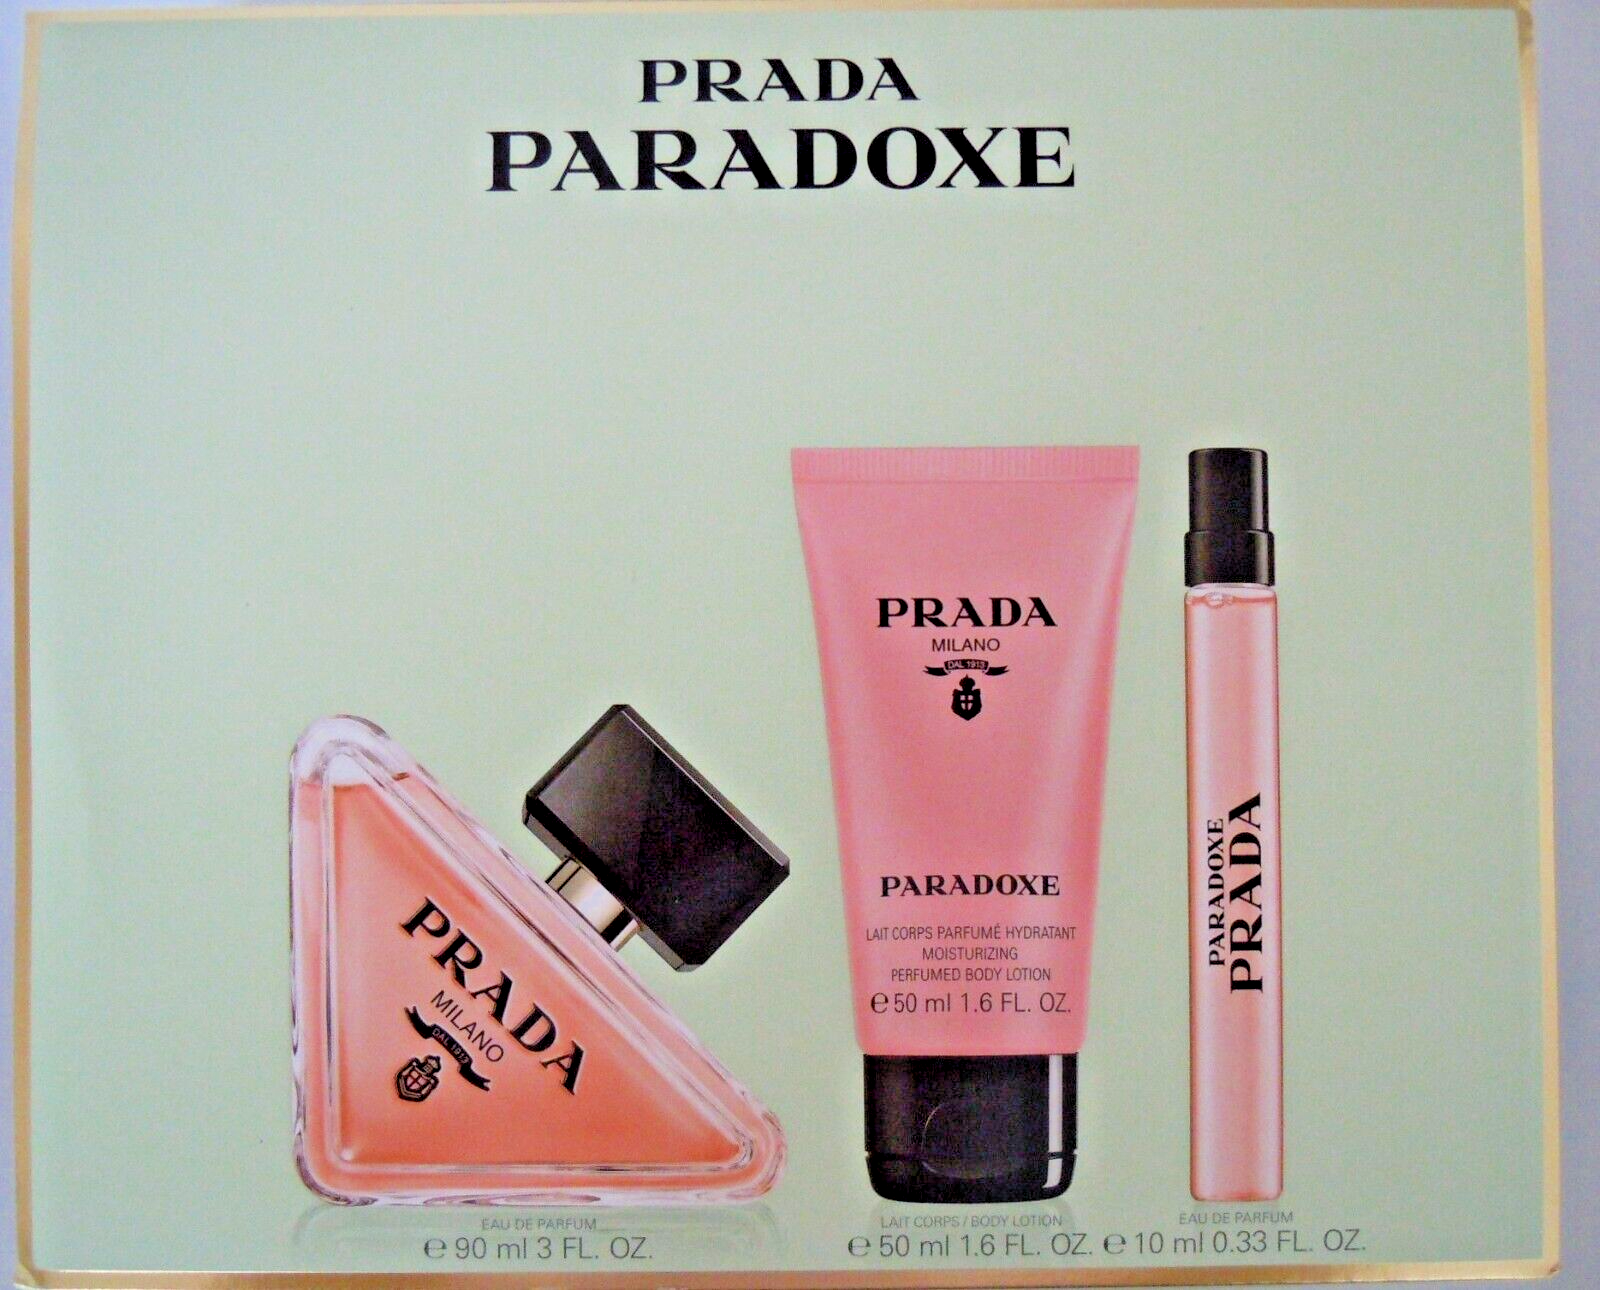 PRADA
PARADOXE
PRADA
MILANO
DAL 1913
PRADA
MILANO
DAL 1913
PARADOXE
LAIT CORPS PARFUMÉ HYDRATANT
MOISTURIZING
PERFUMED BODY LOTION
℮ 50 ml 1.6 FL. OZ.
PARADOXE
PRADA
EAU DE PARFUM
℮ 90 ml 3 FL. OZ.
LAIT CORPS / BODY LOTION
℮ 50 ml 1.6 FL. OZ.
EAU DE PARFUM
℮ 10 ml 0.33 FL. OZ.